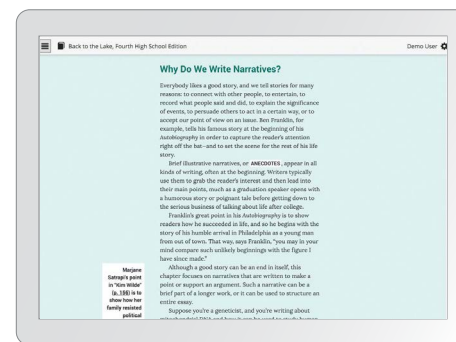 Back to the Lake, Fourth High School Edition
Demo User
Why Do We Write Narratives?
Everybody likes a good story, and we tell stories for many
reasons: to connect with other people, to entertain, to
record what people said and did, to explain the significance
of events, to persuade others to act in a certain way, or to
accept our point of view on an issue. Ben Franklin, for
example, tells his famous story at the beginning of his
Autobiography in order to capture the reader's attention
right off the bat—and to set the scene for the rest of his life
story.
Brief illustrative narratives, or ANECDOTES, appear in all
kinds of writing, often at the beginning. Writers typically
use them to grab the reader's interest and then lead into
their main points, much as a graduation speaker opens with
a humorous story or poignant tale before getting down to
the serious business of talking about life after college.
Franklin's great point in his Autobiography is to show
readers how he succeeded in life, and so he begins with the
story of his humble arrival in Philadelphia as a young man
from out of town. That way, says Franklin, "you may in your
mind compare such unlikely beginnings with the figure I
have since made."
Although a good story can be an end in itself, this
chapter focuses on narratives that are written to make a
point or support an argument. Such a narrative can be a
brief part of a longer work, or it can be used to structure an
entire essay.
Suppose you're a geneticist, and you're writing about
mitochondrial DNA and how it can be used to study human
Marjane
Satrapi's point
in "Kim Wilde"
(p. 106) is to
show how her
family resisted
political